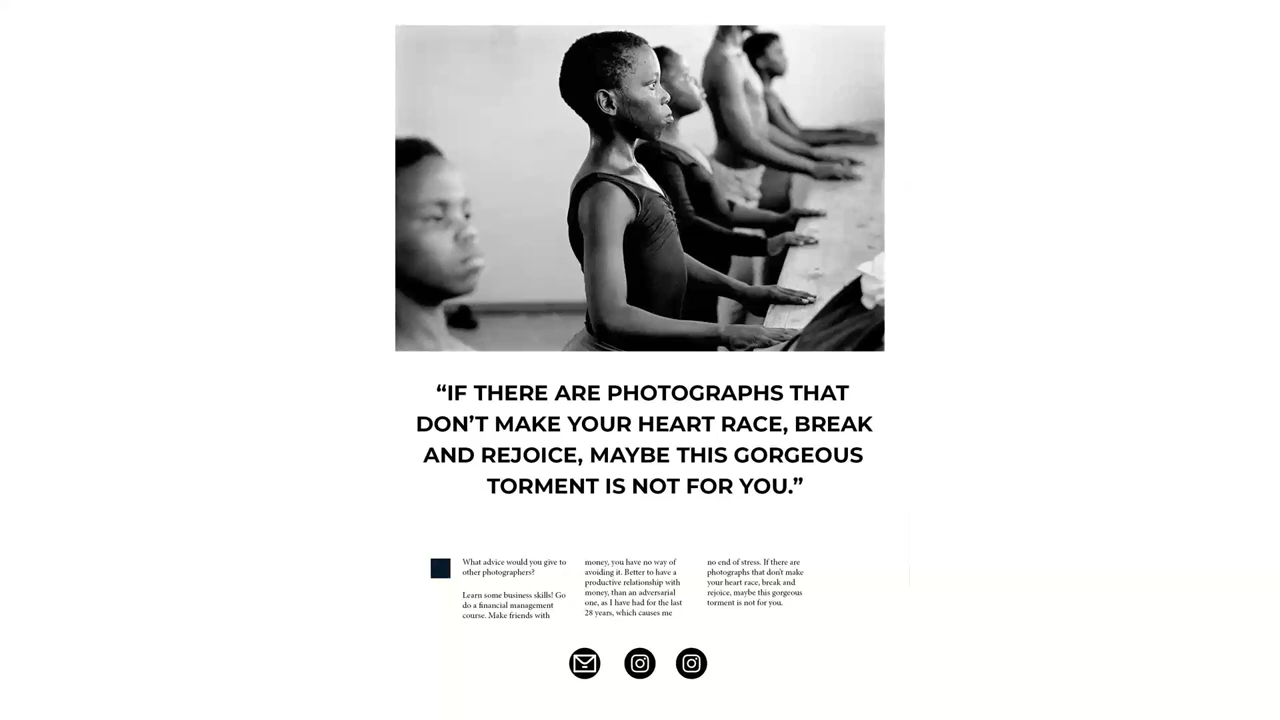 “IF THERE ARE PHOTOGRAPHS THAT
DON’T MAKE YOUR HEART RACE, BREAK
AND REJOICE, MAYBE THIS GORGEOUS
TORMENT IS NOT FOR YOU.”
What advice would you give to
other photographers?
Learn some business skills! Go
do a financial management
course. Make friends with
money, you have no way of
avoiding it. Better to have a
productive relationship with
money, than an adversarial
one, as I have had for the last
28 years, which causes me
no end of stress. If there are
photographs that don’t make
your heart race, break and
rejoice, maybe this gorgeous
torment is not for you.